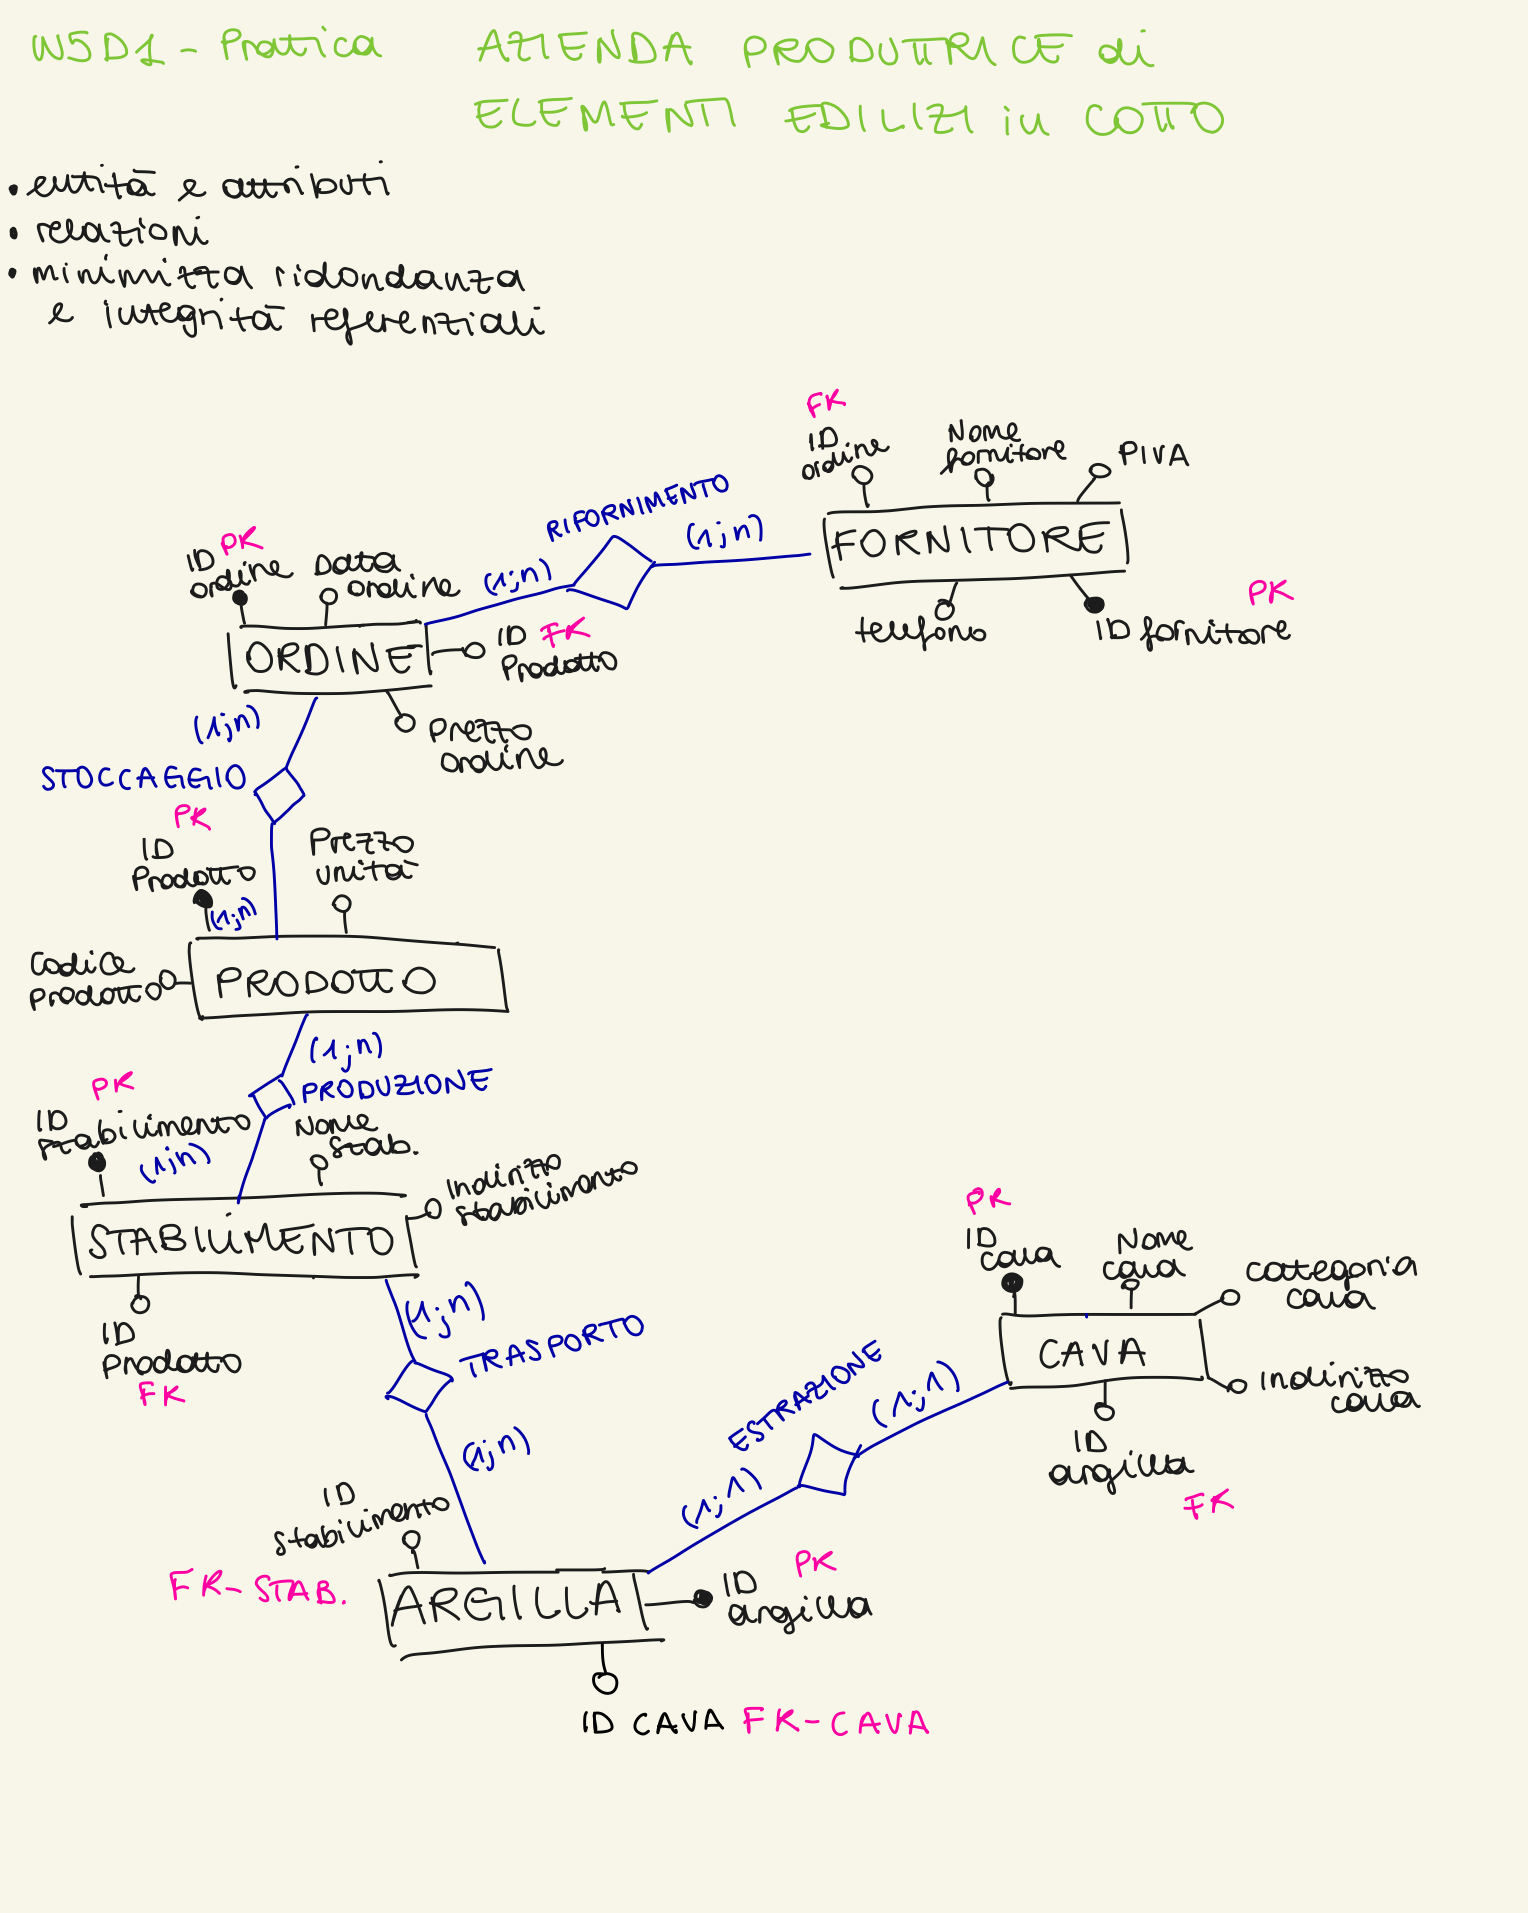 W5D1 - Pratica
AZIENDA PRODUTTRICE di
ELEMENTI EDILIZI in COTTO
• entità e attributi
• relazioni
• minimizza ridondanza
e integrità referenziali
FK
ID
ordine
Nome
fornitore
PIVA
RIFORNIMENTO
(1;n)
FORNITORE
PK
ID
ordine
Data
ordine
(1;n)
telefono
PK
ID fornitore
ORDINE
ID FK
Prodotto
(1;n)
Prezzo
ordine
STOCCAGGIO
PK
ID
Prodotto
(1;n)
Prezzo
unità
Codice
prodotto
PRODOTTO
(1;n)
PRODUZIONE
PK
ID
stabilimento
(1;n)
Nome
stab.
Indirizzo
stabilimento
STABILIMENTO
ID
Prodotto
FK
(1;n)
TRASPORTO
(1;n)
PK
ID
cava
Nome
cava
categoria
cava
CAVA
Indirizzo
cava
ID
argilla
FK
ESTRAZIONE
(1;1)
(1;1)
ID
stabilimento
FK-STAB.
ARGILLA
PK
ID
argilla
ID CAVA FK-CAVA